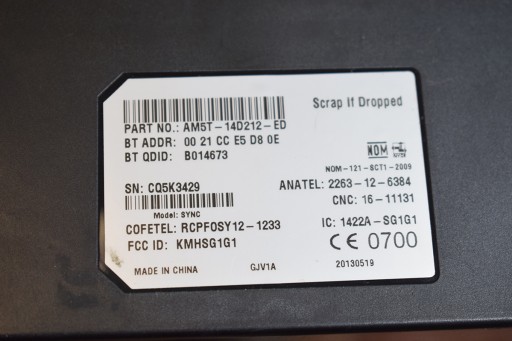 Scrap If Dropped
PART NO.: AM5T-14D212-ED
BT ADDR: 00 21 CC E5 D8 0E
BT QDID: B014673
NOM
NOM-121-SCT1-2009
SN: CQ5K3429
ANATEL: 2263-12-6384
CNC: 16-11131
Model: SYNC
COFETEL: RCPFOSY12-1233
IC: 1422A-SG1G1
FCC ID: KMHSG1G1
CE 0700
MADE IN CHINA
GJV1A
20130519